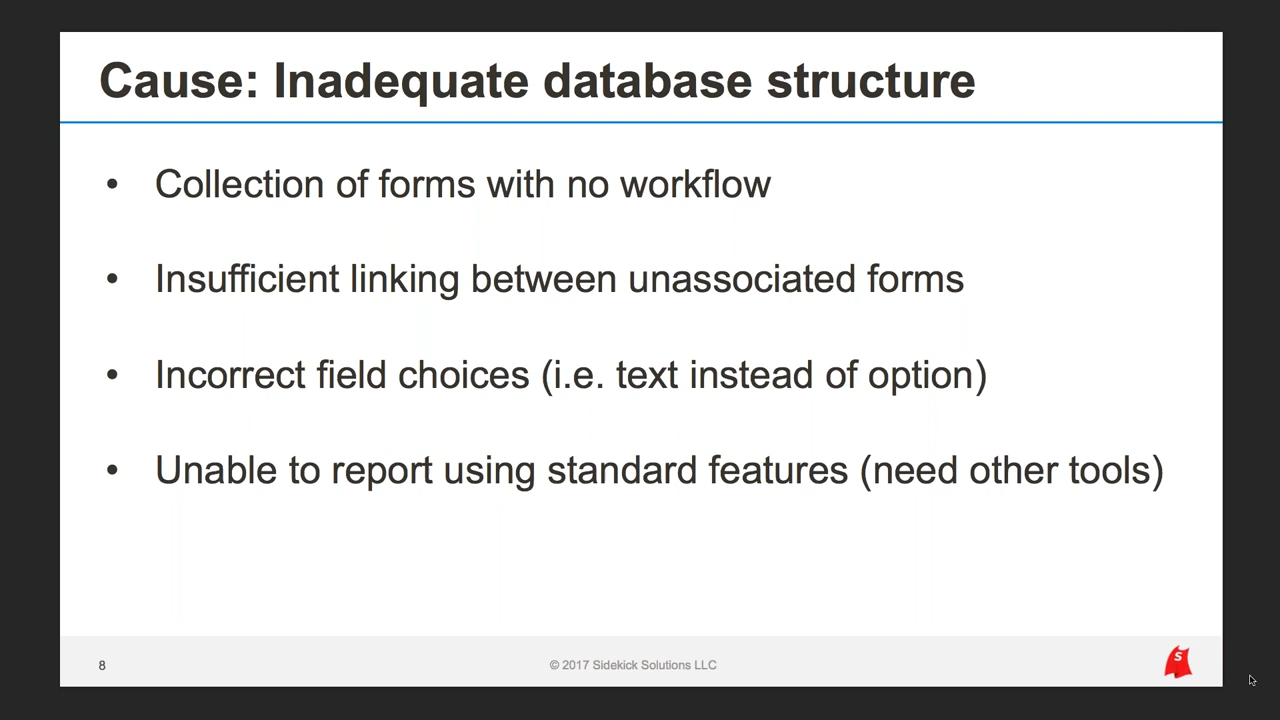 Cause: Inadequate database structure
• Collection of forms with no workflow
• Insufficient linking between unassociated forms
• Incorrect field choices (i.e. text instead of option)
• Unable to report using standard features (need other tools)
8
© 2017 Sidekick Solutions LLC
S